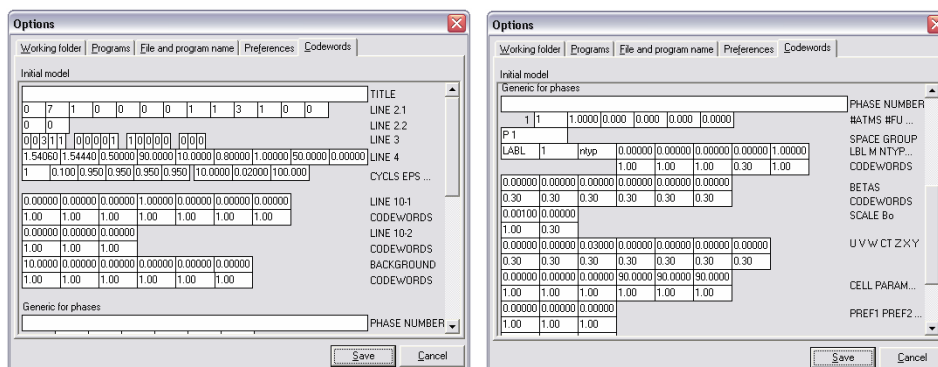 Options
Working folder Programs File and program name Preferences Codewords
Initial model
TITLE
0 7 1 0 0 0 0 1 1 3 1 0 0 LINE 2.1
0 0 LINE 2.2
0 0 3 1 1 0 0 0 0 1 1 0 0 0 0 0 0 0 LINE 3
1.54060 1.54440 0.50000 90.0000 10.0000 0.80000 1.00000 50.0000 0.00000 LINE 4
1 0.100 0.950 0.950 0.950 0.950 10.0000 0.02000 100.000 CYCLS EPS ...
0.00000 0.00000 0.00000 1.00000 0.00000 0.00000 0.00000 LINE 10-1
1.00 1.00 1.00 1.00 1.00 1.00 1.00 CODEWORDS
0.00000 0.00000 0.00000 LINE 10-2
1.00 1.00 1.00 CODEWORDS
10.0000 0.00000 0.00000 0.00000 0.00000 0.00000 BACKGROUND
1.00 1.00 1.00 1.00 1.00 1.00 CODEWORDS
Generic for phases
PHASE NUMBER
Save Cancel
Options
Working folder Programs File and program name Preferences Codewords
Initial model
Generic for phases
PHASE NUMBER
1 1 1.0000 0.000 0.000 0.000 0.0000 #ATMS #FU ...
P 1 SPACE GROUP
LABL 1 ntyp 0.00000 0.00000 0.00000 0.00000 1.00000 LBL M NTYP...
1.00 1.00 1.00 0.30 1.00 CODEWORDS
0.00000 0.00000 0.00000 0.00000 0.00000 0.00000 BETAS
0.30 0.30 0.30 0.30 0.30 0.30 CODEWORDS
0.00100 0.00000 SCALE Bo
1.00 0.30
0.00000 0.00000 0.03000 0.00000 0.00000 0.00000 0.00000 U V W CT Z X Y
0.30 0.30 0.30 0.30 0.30 0.30 0.30
0.00000 0.00000 0.00000 90.0000 90.0000 90.0000 CELL PARAM...
1.00 1.00 1.00 1.00 1.00 1.00
0.00000 0.00000 0.00000 PREF1 PREF2 ...
1.00 1.00 1.00
Save Cancel